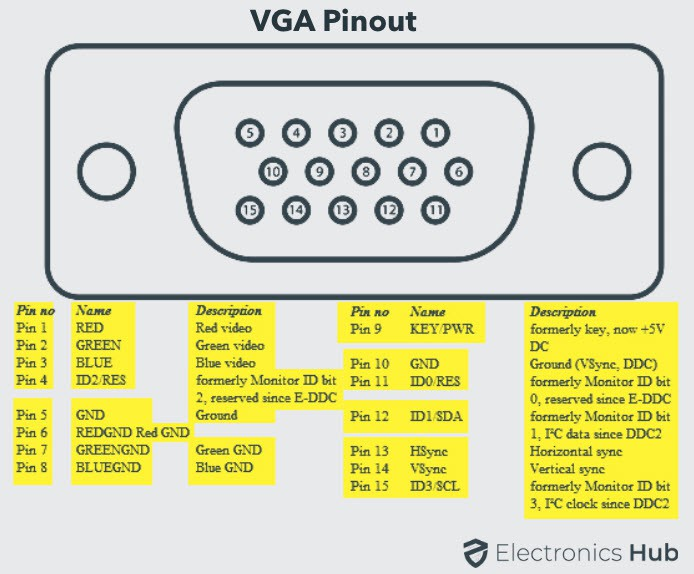 VGA Pinout
5 4 3 2 1
10 9 8 7 6
15 14 13 12 11
Pin no Name Description
Pin 1 RED Red video
Pin 2 GREEN Green video
Pin 3 BLUE Blue video
Pin 4 ID2/RES formerly Monitor ID bit
2, reserved since E-DDC
Pin 5 GND Ground
Pin 6 REDGND Red GND
Pin 7 GREENGND Green GND
Pin 8 BLUEGND Blue GND
Pin no Name Description
Pin 9 KEY/PWR formerly key, now +5V
DC
Pin 10 GND Ground (VSync, DDC)
Pin 11 ID0/RES formerly Monitor ID bit
0, reserved since E-DDC
Pin 12 ID1/SDA formerly Monitor ID bit
1, I²C data since DDC2
Pin 13 HSync Horizontal sync
Pin 14 VSync Vertical sync
Pin 15 ID3/SCL formerly Monitor ID bit
3, I²C clock since DDC2
Electronics Hub